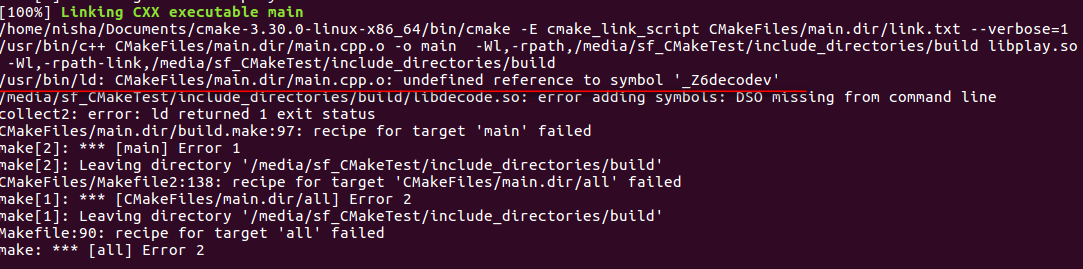 [100%] Linking CXX executable main
/home/nisha/Documents/cmake-3.30.0-linux-x86_64/bin/cmake -E cmake_link_script CMakeFiles/main.dir/link.txt --verbose=1
/usr/bin/c++ CMakeFiles/main.dir/main.cpp.o -o main  -Wl,-rpath,/media/sf_CMakeTest/include_directories/build libplay.so
-Wl,-rpath-link,/media/sf_CMakeTest/include_directories/build
/usr/bin/ld: CMakeFiles/main.dir/main.cpp.o: undefined reference to symbol '_Z6decodev'
/media/sf_CMakeTest/include_directories/build/libdecode.so: error adding symbols: DSO missing from command line
collect2: error: ld returned 1 exit status
CMakeFiles/main.dir/build.make:97: recipe for target 'main' failed
make[2]: *** [main] Error 1
make[2]: Leaving directory '/media/sf_CMakeTest/include_directories/build'
CMakeFiles/Makefile2:138: recipe for target 'CMakeFiles/main.dir/all' failed
make[1]: *** [CMakeFiles/main.dir/all] Error 2
make[1]: Leaving directory '/media/sf_CMakeTest/include_directories/build'
Makefile:90: recipe for target 'all' failed
make: *** [all] Error 2